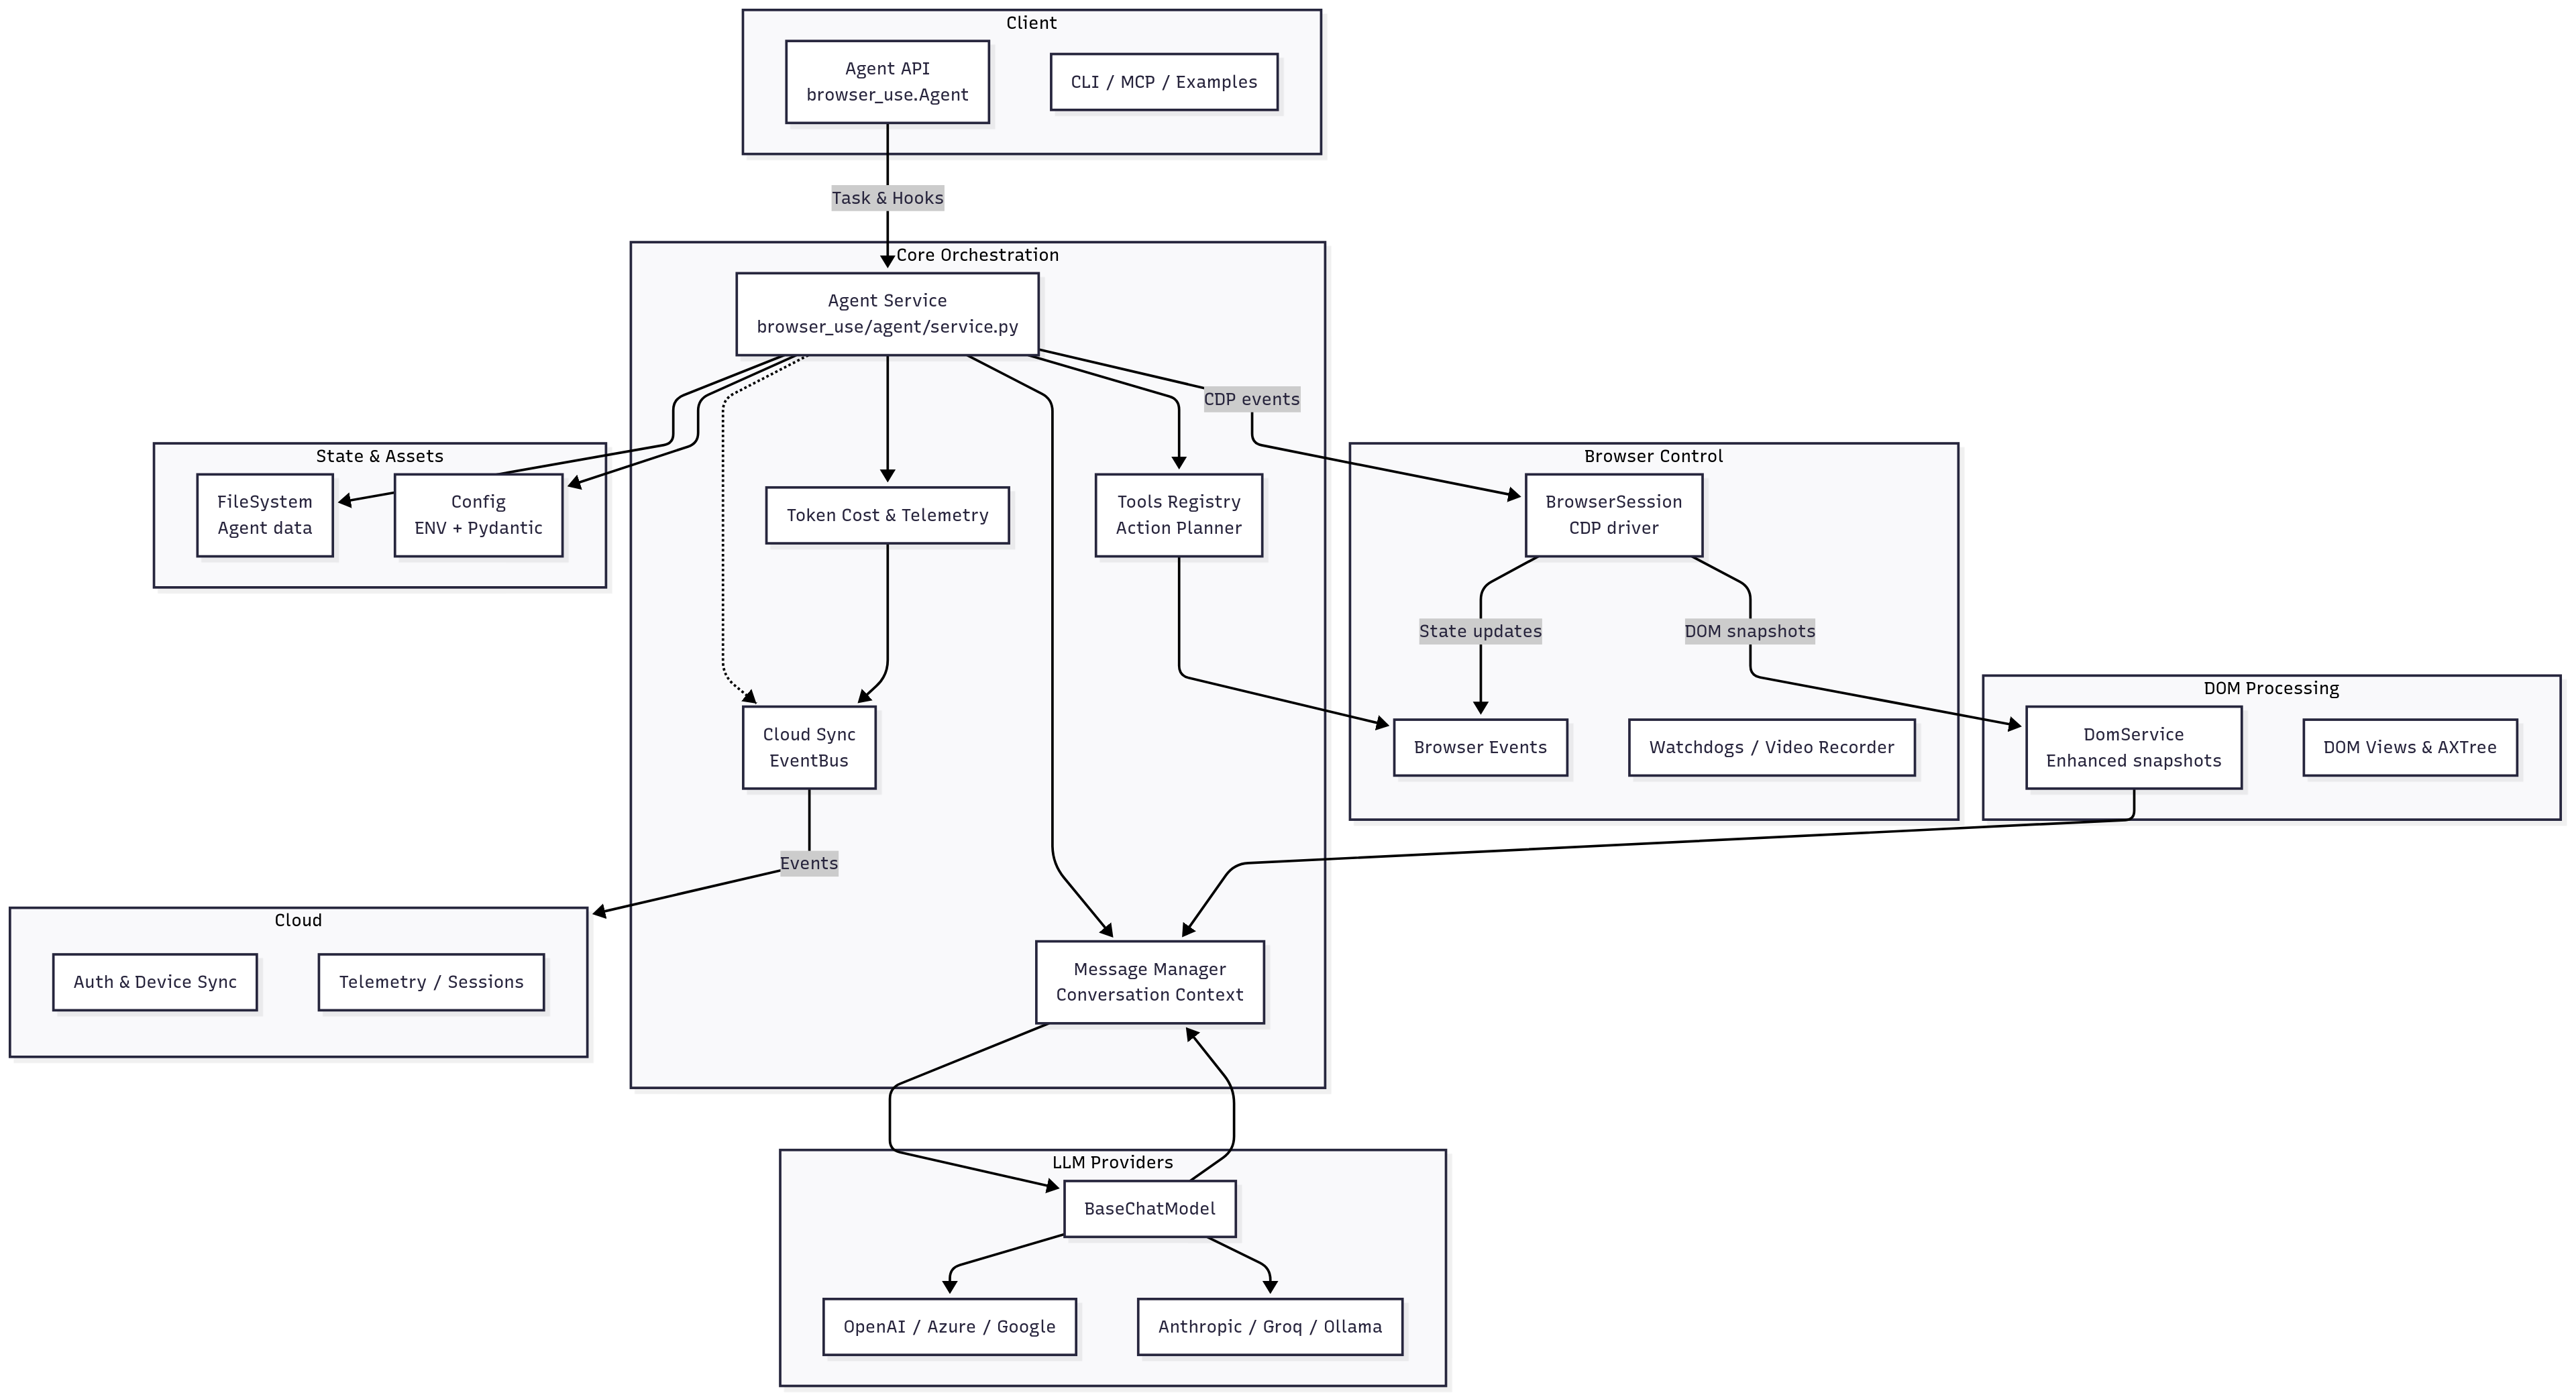 Client
Agent API
browser_use.Agent
CLI / MCP / Examples
Task & Hooks
Core Orchestration
Agent Service
browser_use/agent/service.py
CDP events
State & Assets
FileSystem
Agent data
Config
ENV + Pydantic
Token Cost & Telemetry
Tools Registry
Action Planner
Browser Control
BrowserSession
CDP driver
State updates
DOM snapshots
DOM Processing
Cloud Sync
EventBus
Browser Events
Watchdogs / Video Recorder
DomService
Enhanced snapshots
DOM Views & AXTree
Events
Cloud
Auth & Device Sync
Telemetry / Sessions
Message Manager
Conversation Context
LLM Providers
BaseChatModel
OpenAI / Azure / Google
Anthropic / Groq / Ollama